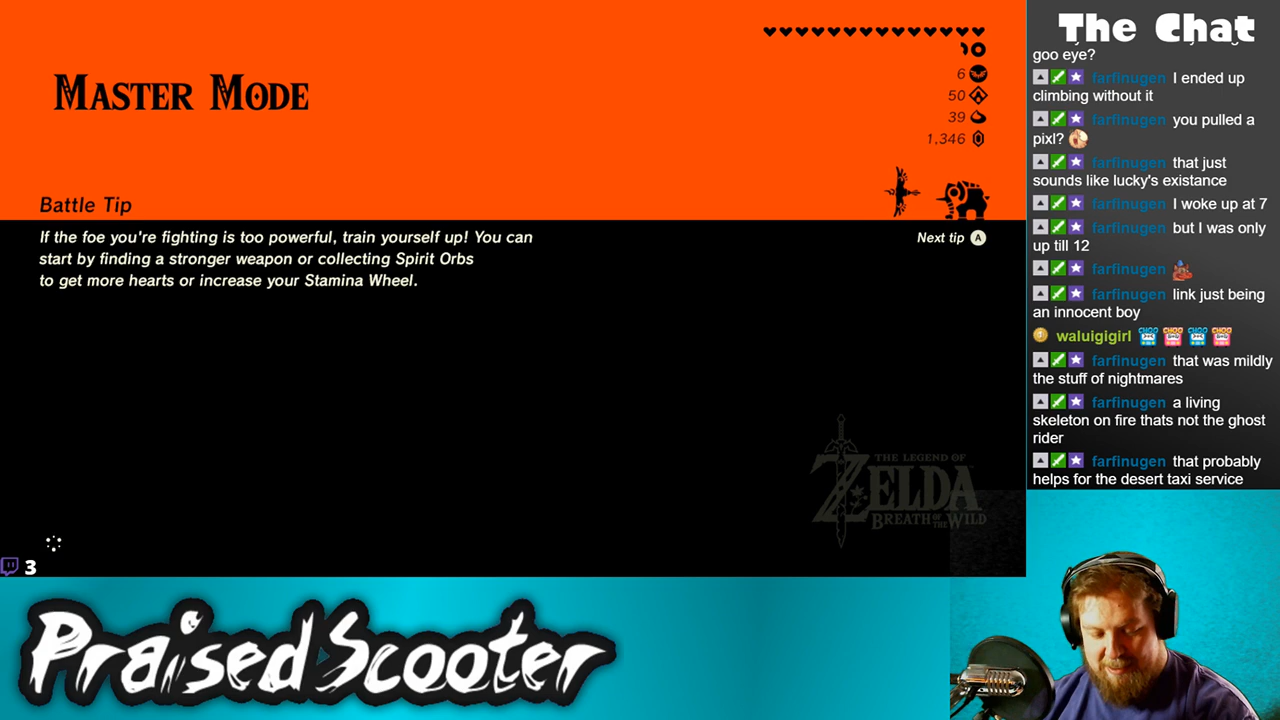 Master Mode
6
50
39
1,346
Battle Tip
If the foe you're fighting is too powerful, train yourself up! You can
start by finding a stronger weapon or collecting Spirit Orbs
to get more hearts or increase your Stamina Wheel.
Next tip A
THE LEGEND OF
ZELDA
BREATH OF THE WILD
3
PraisedScooter
The Chat
goo eye?
farfinugen I ended up
climbing without it
farfinugen you pulled a
pixl?
farfinugen that just
sounds like lucky's existance
farfinugen I woke up at 7
farfinugen but I was only
up till 12
farfinugen
farfinugen link just being
an innocent boy
waluigigirl CHOO CHOO CHOO CHOO
farfinugen that was mildly
the stuff of nightmares
farfinugen a living
skeleton on fire thats not the ghost
rider
farfinugen that probably
helps for the desert taxi service